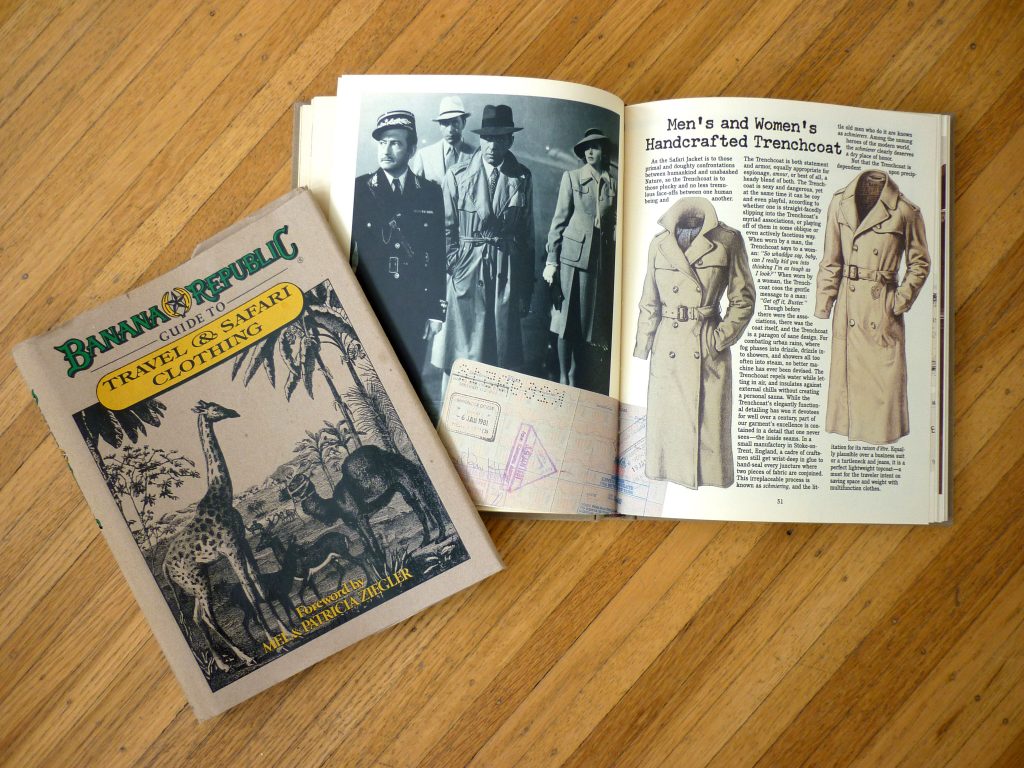 BANANA REPUBLIC®
GUIDE TO
TRAVEL & SAFARI
CLOTHING
Foreword by
MEL & PATRICIA ZIEGLER
6 JAN 1981
Men's and Women's
Handcrafted Trenchcoat
As the Safari Jacket is to those
primal and doughty confrontations
between humankind and unabashed
Nature, so the Trenchcoat is to
those plucky and no less tremu-
lous face-offs between one human
being and another.
The Trenchcoat is both statement
and armor, equally appropriate for
espionage, amour, or best of all, a
heady blend of both. The Trench-
coat is sexy and dangerous, yet
at the same time it can be coy
and even playful, according to
whether one is straight-facedly
slipping into the Trenchcoat's
myriad associations, or playing
off of them in some oblique or
even actively facetious way.
When worn by a man, the
Trenchcoat says to a wom-
an: "So whaddya say, baby,
can I really kid you into
thinking I'm as tough as
I look?" When worn by
a woman, the Trench-
coat coos the gentle
message to a man:
"Get off it, Buster."
Though before
there were the asso-
ciations, there was the
coat itself, and the Trenchcoat
is a paragon of sane design. For
combating urban rains, where
fog phases into drizzle, drizzle in-
to showers, and showers all too
often into steam, no better ma-
chine has ever been devised. The
Trenchcoat repels water while let-
ting in air, and insulates against
external chills without creating
a personal sauna. While the
Trenchcoat's elegantly function-
al detailing has won it devotees
for well over a century, part of
our garment's excellence is con-
tained in a detail that one never
sees—the inside seams. In a
small manufactory in Stoke-on-
Trent, England, a cadre of crafts-
men still get wrist-deep in glue to
hand-seal every juncture where
two pieces of fabric are conjoined.
This irreplaceable process is
known as schmiering, and the lit-
tle old men who do it are known
as schmierers. Among the unsung
heroes of the modern world,
the schmierer clearly deserves
a dry place of honor.
But that the Trenchcoat is
dependent upon precip-
itation for its raison d'être. Equal-
ly plausible over a business suit
or a turtleneck and jeans, it is a
perfect lightweight topcoat—a
must for the traveler intent on
saving space and weight with
multifunction clothes.
31